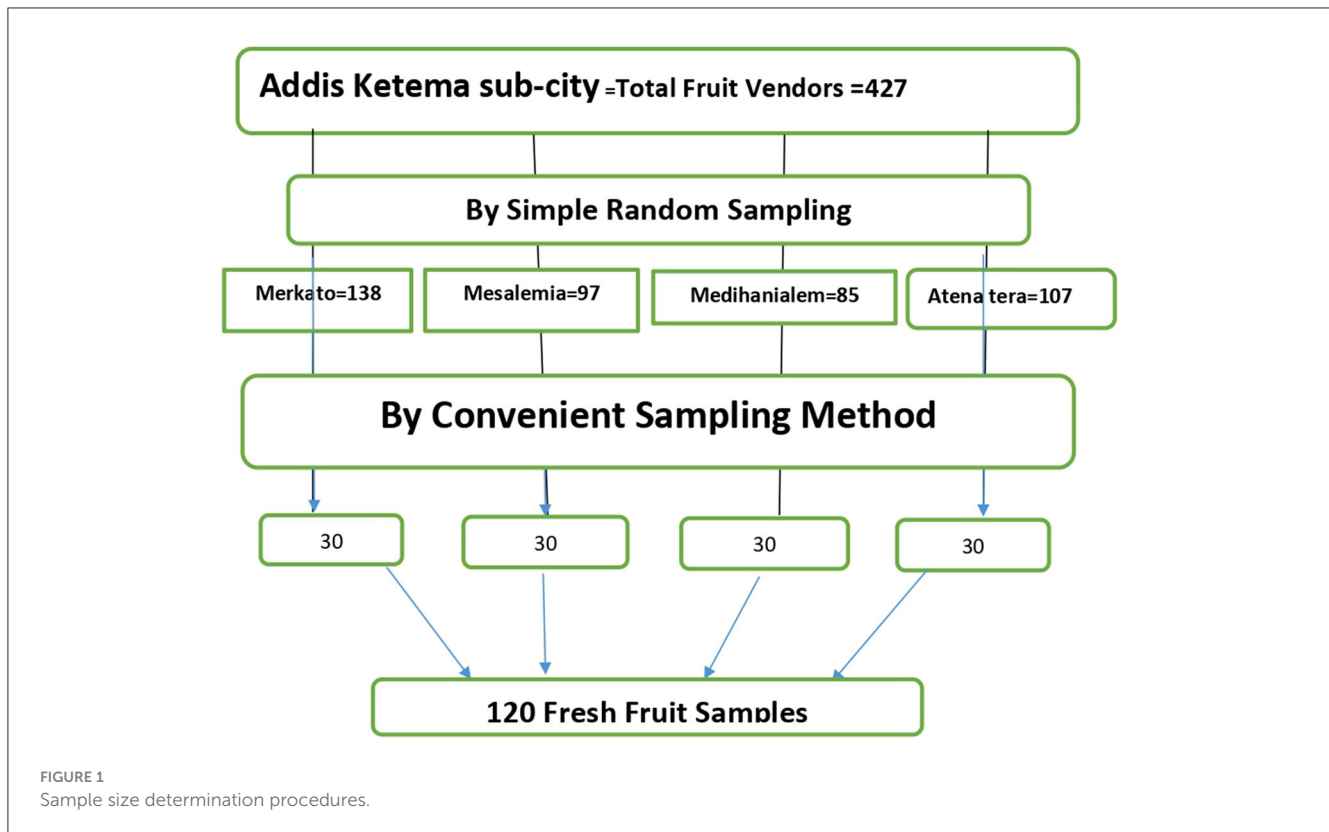 Addis Ketema sub-city =Total Fruit Vendors =427
By Simple Random Sampling
Merkato=138
Mesalemia=97
Medihanialem=85
Atena tera=107
By Convenient Sampling Method
30
30
30
30
120 Fresh Fruit Samples
FIGURE 1
Sample size determination procedures.